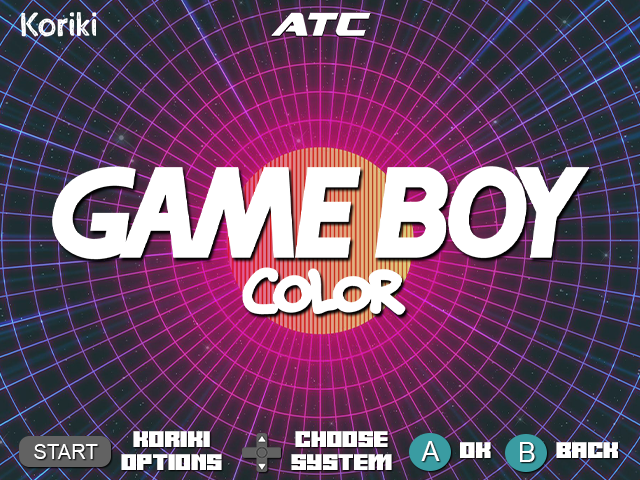 Koriki
ATC
GAME BOY
COLOR
START
KORIKI
OPTIONS
CHOOSE
SYSTEM
A
OK
B
BACK